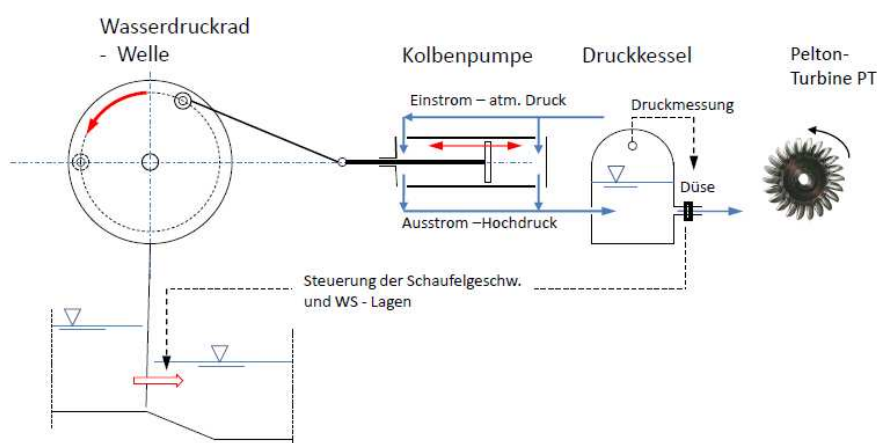 Wasserdruckrad
- Welle
Kolbenpumpe
Druckkessel
Pelton-
Turbine PT
Einstrom – atm. Druck
Druckmessung
Düse
Ausstrom –Hochdruck
Steuerung der Schaufelgeschw.
und WS - Lagen